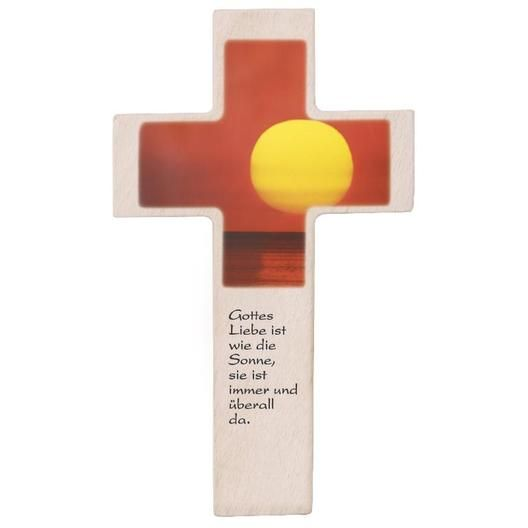 Gottes
Liebe ist
wie die
Sonne,
sie ist
immer und
überall
da.